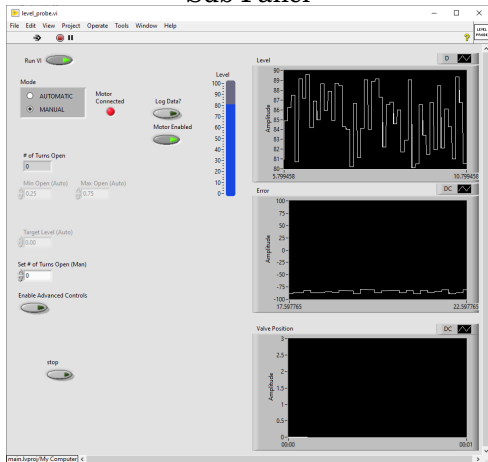 Sub Panel
level_probe.vi
File Edit View Project Operate Tools Window Help
LEVEL
PROBE
Run VI
Mode
AUTOMATIC
MANUAL
Motor
Connected
Log Data?
Motor Enabled
# of Turns Open
0
Min Open (Auto) Max Open (Auto)
0.25 0.75
Target Level (Auto)
0.00
Set # of Turns Open (Man)
0
Enable Advanced Controls
stop
Level
100
90
80
70
60
50
40
30
20
10
0
Level D
Amplitude
90
89
88
87
86
85
84
83
82
81
80
5.799458 10.799458
Error DC
Amplitude
100
75
50
25
0
-25
-50
-75
-100
17.597765 22.597765
Valve Position DC
Amplitude
3
2.5
2
1.5
1
0.5
0
00:00 00:01
main.lvproj/My Computer